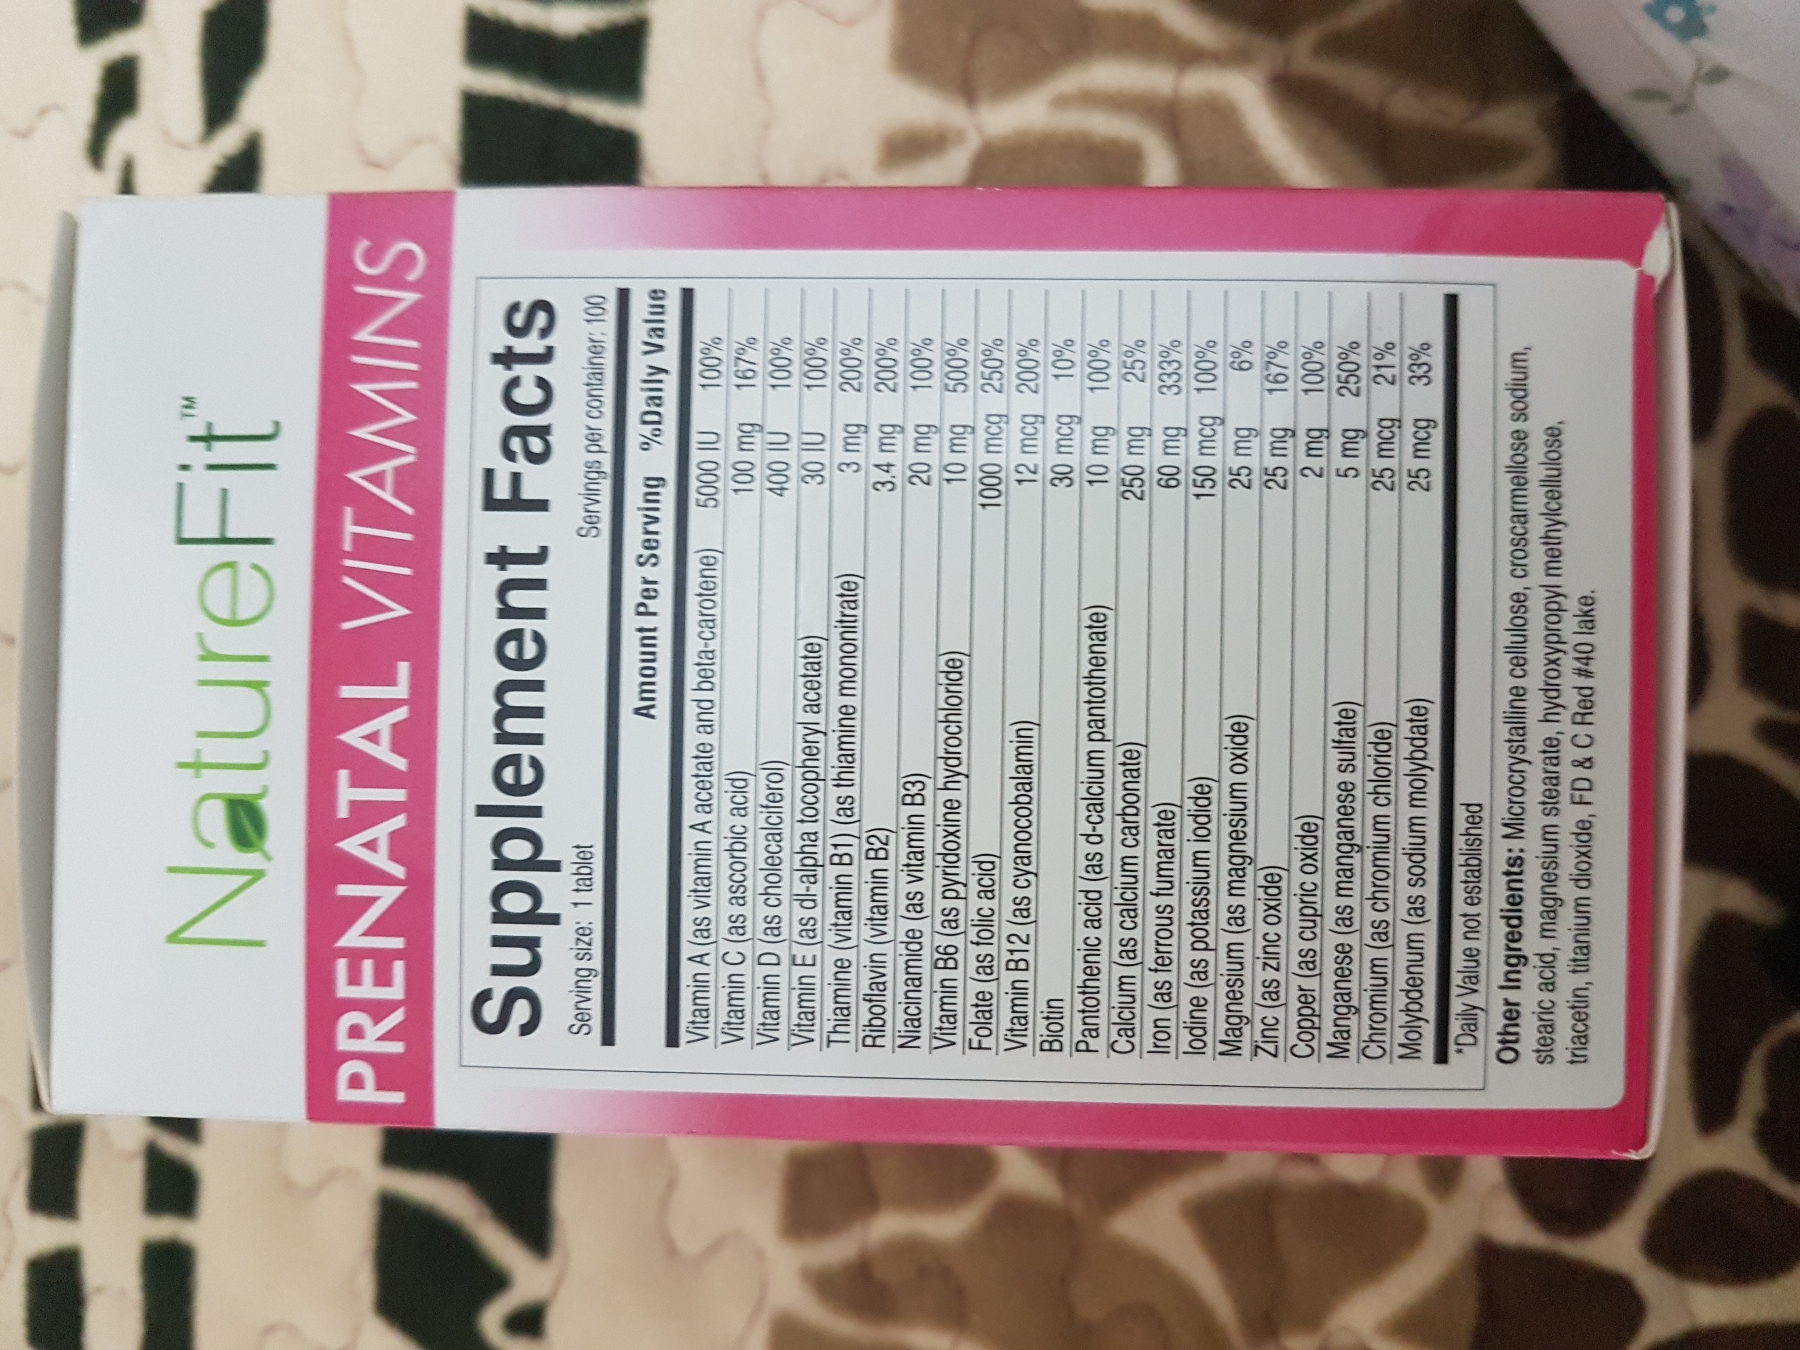 NatureFit™
PRENATAL VITAMINS
Supplement Facts
Serving size: 1 tablet Servings per container: 100
Amount Per Serving %Daily Value
Vitamin A (as vitamin A acetate and beta-carotene) 5000 IU 100%
Vitamin C (as ascorbic acid) 100 mg 167%
Vitamin D (as cholecalciferol) 400 IU 100%
Vitamin E (as dl-alpha tocopheryl acetate) 30 IU 100%
Thiamine (vitamin B1) (as thiamine mononitrate) 3 mg 200%
Riboflavin (vitamin B2) 3.4 mg 200%
Niacinamide (as vitamin B3) 20 mg 100%
Vitamin B6 (as pyridoxine hydrochloride) 10 mg 500%
Folate (as folic acid) 1000 mcg 250%
Vitamin B12 (as cyanocobalamin) 12 mcg 200%
Biotin 30 mcg 10%
Pantothenic acid (as d-calcium pantothenate) 10 mg 100%
Calcium (as calcium carbonate) 250 mg 25%
Iron (as ferrous fumarate) 60 mg 333%
Iodine (as potassium iodide) 150 mcg 100%
Magnesium (as magnesium oxide) 25 mg 6%
Zinc (as zinc oxide) 25 mg 167%
Copper (as cupric oxide) 2 mg 100%
Manganese (as manganese sulfate) 5 mg 250%
Chromium (as chromium chloride) 25 mcg 21%
Molybdenum (as sodium molybdate) 25 mcg 33%
*Daily Value not established
Other Ingredients: Microcrystalline cellulose, croscarmellose sodium,
stearic acid, magnesium stearate, hydroxypropyl methylcellulose,
triacetin, titanium dioxide, FD & C Red #40 lake.